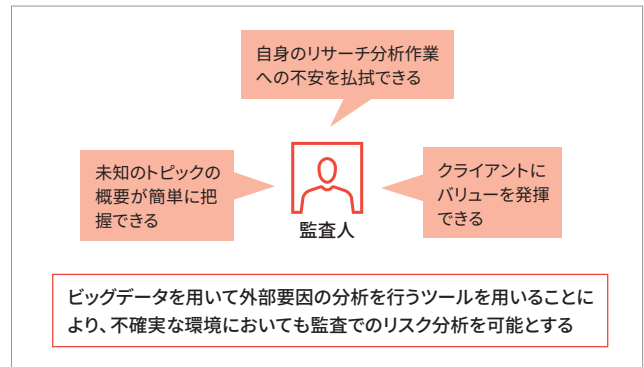 自身のリサーチ分析作業
への不安を払拭できる
未知のトピックの
概要が簡単に把
握できる
クライアントに
バリューを発揮
できる
監査人
ビッグデータを用いて外部要因の分析を行うツールを用いることに
より、不確実な環境においても監査でのリスク分析を可能とする